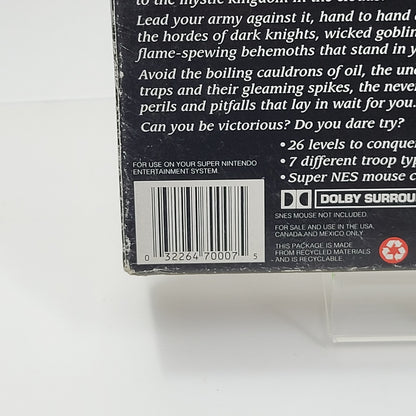 to the mystic kingdom in the clouds.
Lead your army against it, hand to hand
the hordes of dark knights, wicked goblin
flame-spewing behemoths that stand in y
Avoid the boiling cauldrons of oil, the und
traps and their gleaming spikes, the neve
perils and pitfalls that lay in wait for you.
Can you be victorious? Do you dare try?
• 26 levels to conque
• 7 different troop typ
• Super NES mouse c
FOR USE ON YOUR SUPER NINTENDO
ENTERTAINMENT SYSTEM.
DOLBY SURROU
SNES MOUSE NOT INCLUDED.
FOR SALE AND USE IN THE USA,
CANADA AND MEXICO ONLY
THIS PACKAGE IS MADE
FROM RECYCLED MATERIALS
AND IS RECYCLABLE.
0 32264 70007 5